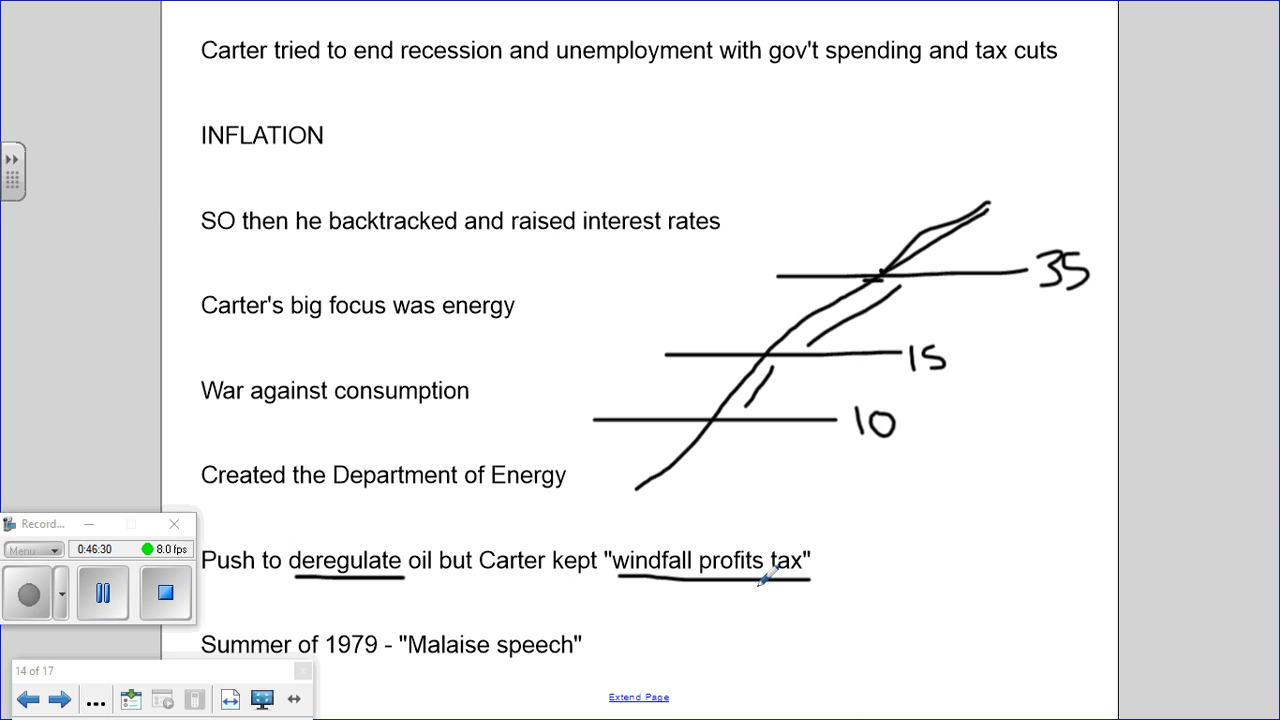 Carter tried to end recession and unemployment with gov't spending and tax cuts
INFLATION
SO then he backtracked and raised interest rates
35
Carter's big focus was energy
15
War against consumption
10
Created the Department of Energy
Record...
Menu
0:46:30
8.0 fps
Push to deregulate oil but Carter kept "windfall profits tax"
Summer of 1979 - "Malaise speech"
14 of 17
Extend Page